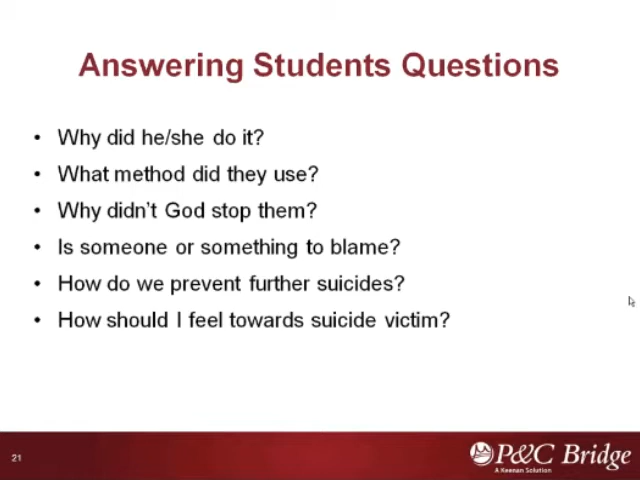 Answering Students Questions
• Why did he/she do it?
• What method did they use?
• Why didn't God stop them?
• Is someone or something to blame?
• How do we prevent further suicides?
• How should I feel towards suicide victim?
21
P&C Bridge
A Keenan Solution